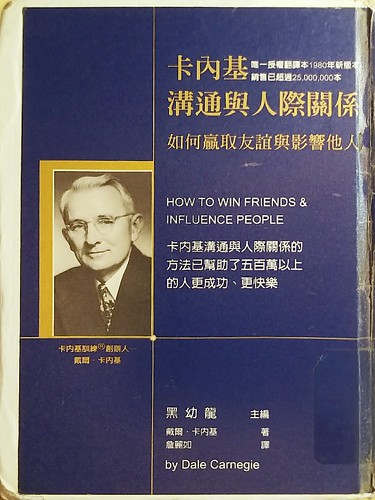 卡內基
唯一授權翻譯本1980年新版本
銷售已超過25,000,000本
溝通與人際關係
如何贏取友誼與影響他人
HOW TO WIN FRIENDS &
INFLUENCE PEOPLE
卡內基溝通與人際關係的
方法已幫助了五百萬以上
的人更成功、更快樂
卡內基訓練®創辦人
戴爾·卡內基
黑幼龍 主編
戴爾·卡內基 著
詹麗如 譯
by Dale Carnegie